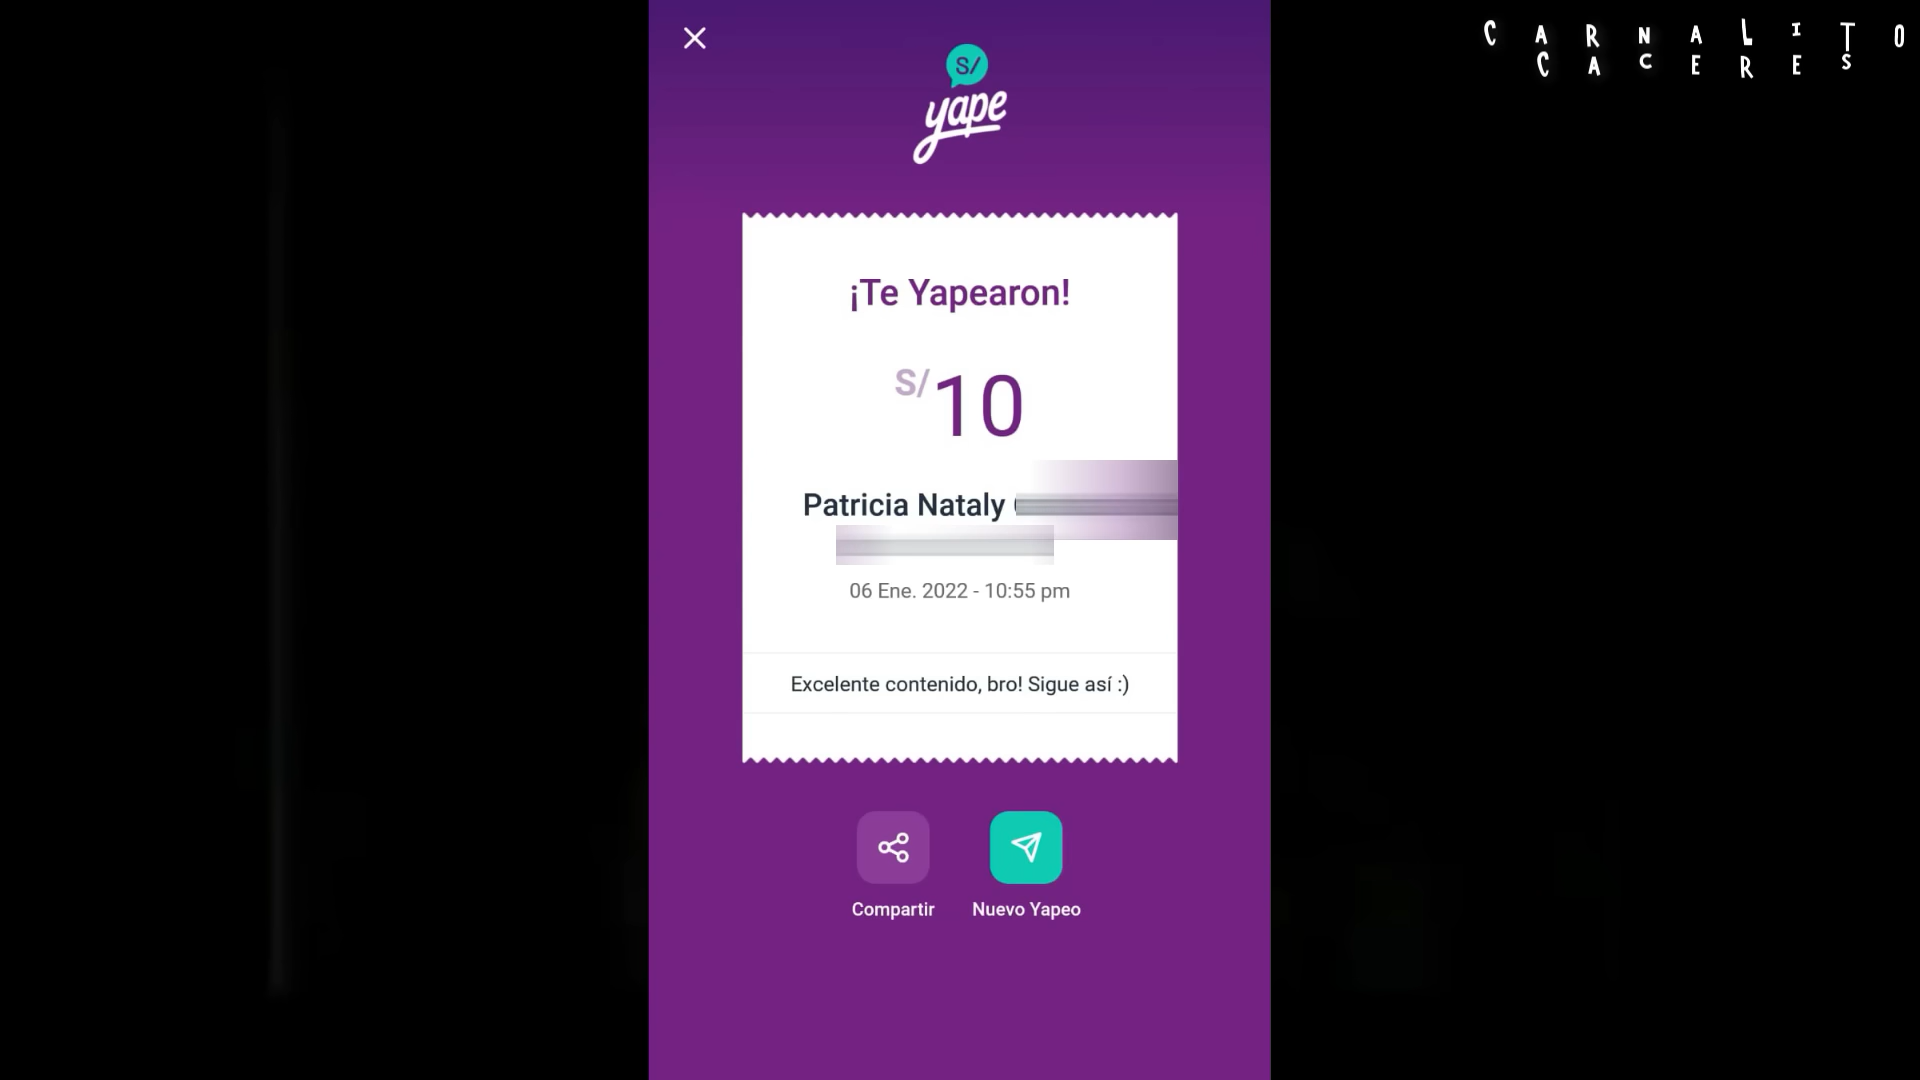 CARNALITO
CACERES
S/
yape
¡Te Yapearon!
S/10
Patricia Nataly
06 Ene. 2022 - 10:55 pm
Excelente contenido, bro! Sigue así :)
Compartir
Nuevo Yapeo